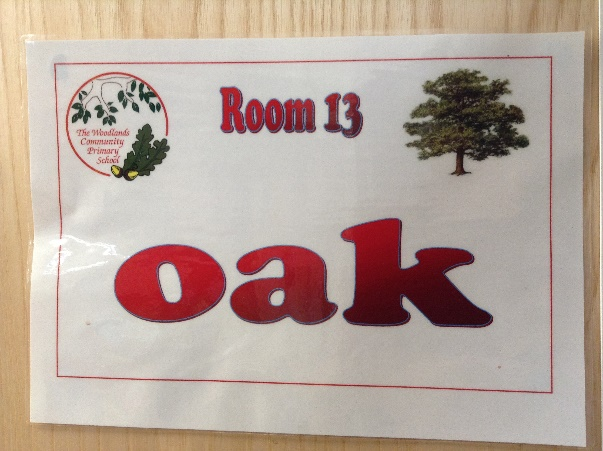 The Woodlands
Community
Primary
School
Room 13
oak